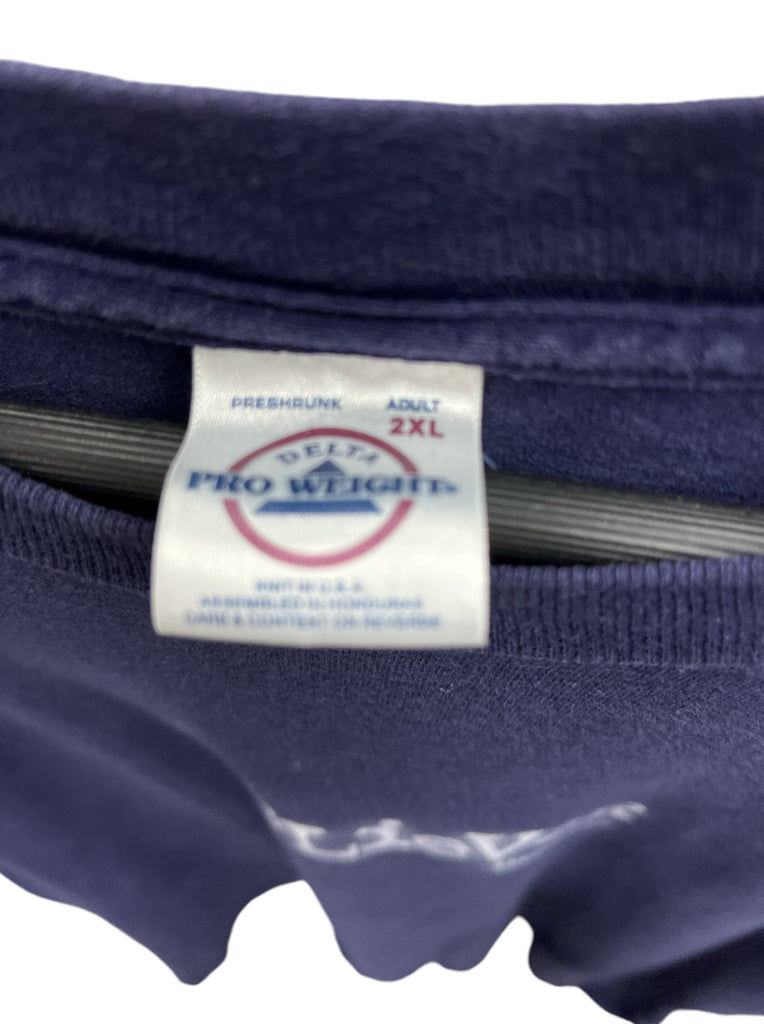 PRESHRUNK ADULT
2XL
DELTA
PRO WEIGHT
KNIT IN U.S.A.
ASSEMBLED IN HONDURAS
CARE & CONTENT ON REVERSE